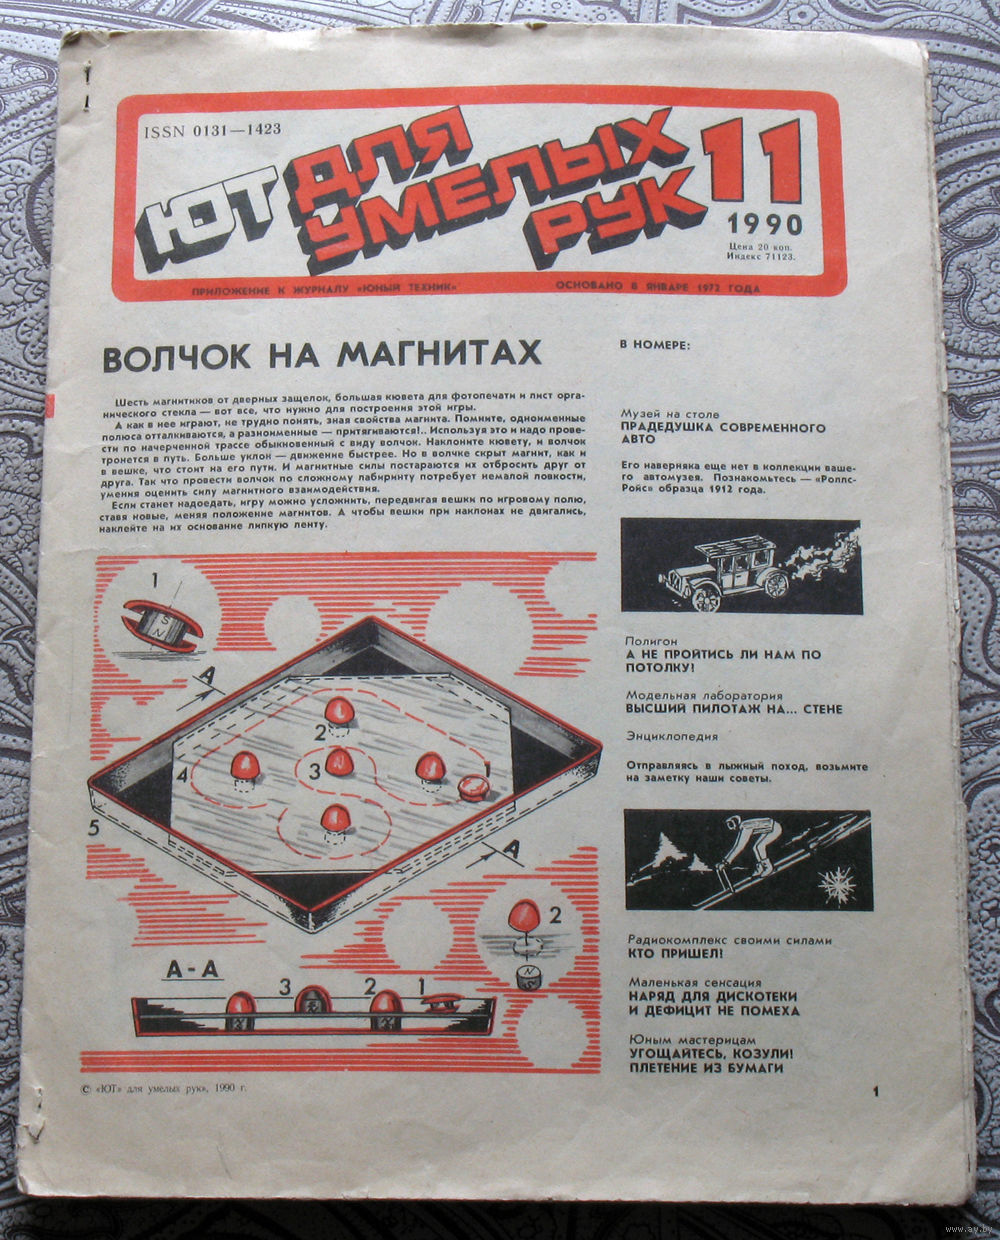 ISSN 0131—1423
ЮТ ДЛЯ
УМЕЛЫХ
РУК
11
1990
Цена 20 коп.
Индекс 71123.
ПРИЛОЖЕНИЕ К ЖУРНАЛУ «ЮНЫЙ ТЕХНИК»
ОСНОВАНО В ЯНВАРЕ 1972 ГОДА
ВОЛЧОК НА МАГНИТАХ
Шесть магнитиков от дверных защелок, большая кювета для фотопечати и лист орга-
нического стекла — вот все, что нужно для построения этой игры.
А как в нее играют, не трудно понять, зная свойства магнита. Помните, одноименные
полюса отталкиваются, а разноименные — притягиваются!.. Используя это и надо прове-
сти по начерченной трассе обыкновенный с виду волчок. Наклоните кювету, и волчок
тронется в путь. Больше уклон — движение быстрее. Но в волчке скрыт магнит, как и
в вешке, что стоит на его пути. И магнитные силы постараются их отбросить друг от
друга. Так что провести волчок по сложному лабиринту потребует немалой ловкости,
умения оценить силу магнитного взаимодействия.
Если станет надоедать, игру можно усложнить, передвигая вешки по игровому полю,
ставя новые, меняя положение магнитов. А чтобы вешки при наклонах не двигались,
наклейте на их основание липкую ленту.
1
S
N
А
2
3
4
1
5
А
2
N
S
А-А
3
2
1
© «ЮТ» для умелых рук», 1990 г.
В НОМЕРЕ:
Музей на столе
ПРАДЕДУШКА СОВРЕМЕННОГО
АВТО
Его наверняка еще нет в коллекции ваше-
го автомузея. Познакомьтесь — «Роллс-
Ройс» образца 1912 года.
Полигон
А НЕ ПРОЙТИСЬ ЛИ НАМ ПО
ПОТОЛКУ!
Модельная лаборатория
ВЫСШИЙ ПИЛОТАЖ НА... СТЕНЕ
Энциклопедия
Отправляясь в лыжный поход, возьмите
на заметку наши советы.
Радиокомплекс своими силами
КТО ПРИШЕЛ!
Маленькая сенсация
НАРЯД ДЛЯ ДИСКОТЕКИ
И ДЕФИЦИТ НЕ ПОМЕХА
Юным мастерицам
УГОЩАЙТЕСЬ, КОЗУЛИ!
ПЛЕТЕНИЕ ИЗ БУМАГИ
1
www.ay.by